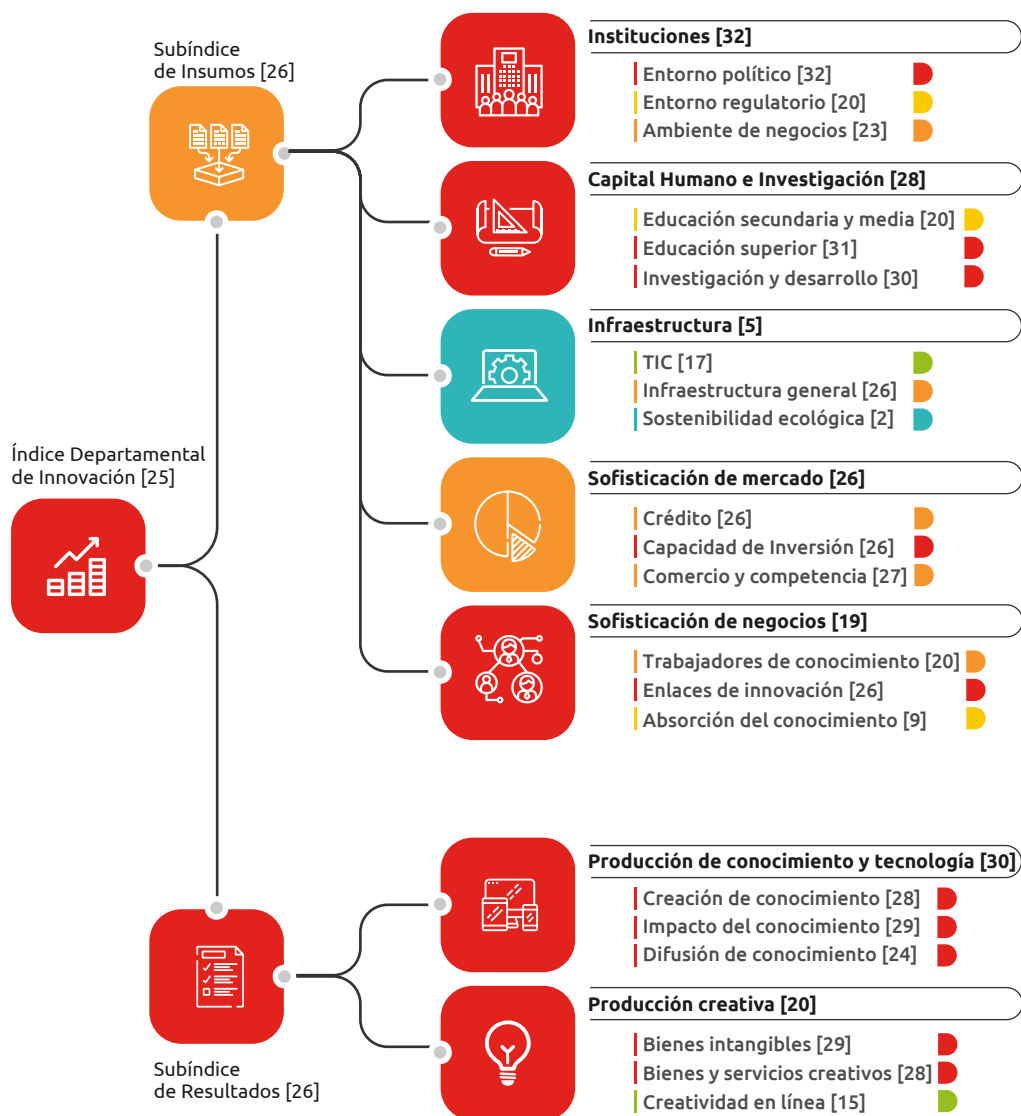 Subíndice
de Insumos [26]
Instituciones [32]
Entorno político [32]
Entorno regulatorio [20]
Ambiente de negocios [23]
Capital Humano e Investigación [28]
Educación secundaria y media [20]
Educación superior [31]
Investigación y desarrollo [30]
Infraestructura [5]
TIC [17]
Infraestructura general [26]
Sostenibilidad ecológica [2]
Índice Departamental
de Innovación [25]
Sofisticación de mercado [26]
Crédito [26]
Capacidad de Inversión [26]
Comercio y competencia [27]
Sofisticación de negocios [19]
Trabajadores de conocimiento [20]
Enlaces de innovación [26]
Absorción del conocimiento [9]
Producción de conocimiento y tecnología [30]
Creación de conocimiento [28]
Impacto del conocimiento [29]
Difusión de conocimiento [24]
Producción creativa [20]
Bienes intangibles [29]
Bienes y servicios creativos [28]
Creatividad en línea [15]
Subíndice
de Resultados [26]